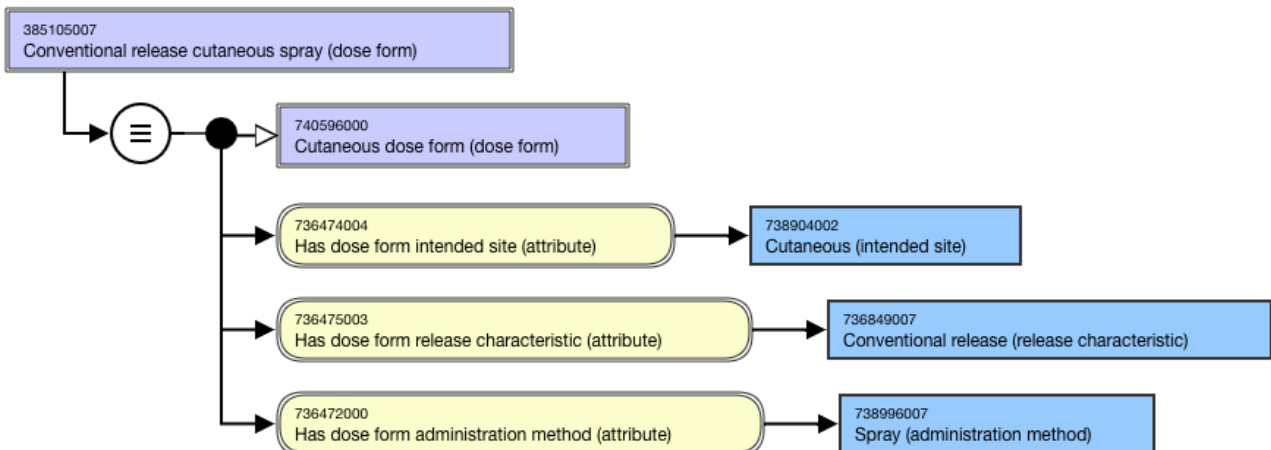 385105007
Conventional release cutaneous spray (dose form)
740596000
Cutaneous dose form (dose form)
736474004
Has dose form intended site (attribute)
738904002
Cutaneous (intended site)
736475003
Has dose form release characteristic (attribute)
736849007
Conventional release (release characteristic)
736472000
Has dose form administration method (attribute)
738996007
Spray (administration method)